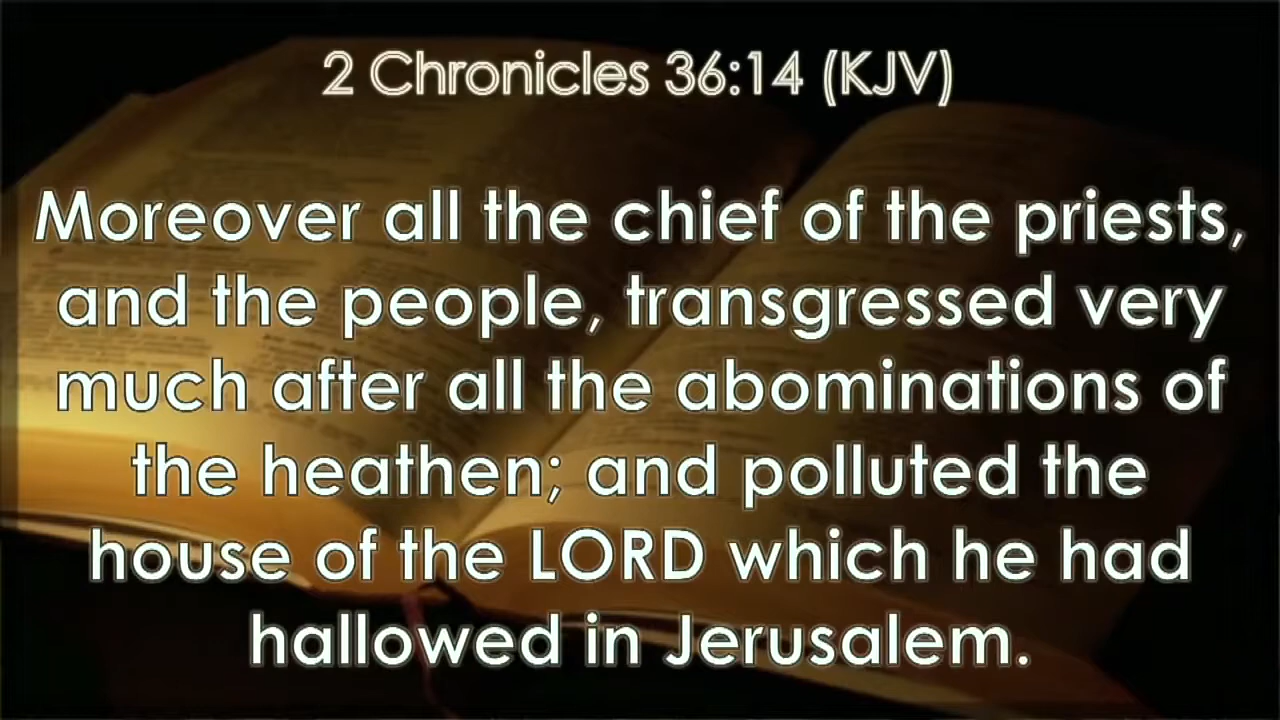 2 Chronicles 36:14 (KJV)
Moreover all the chief of the priests,
and the people, transgressed very
much after all the abominations of
the heathen; and polluted the
house of the LORD which he had
hallowed in Jerusalem.